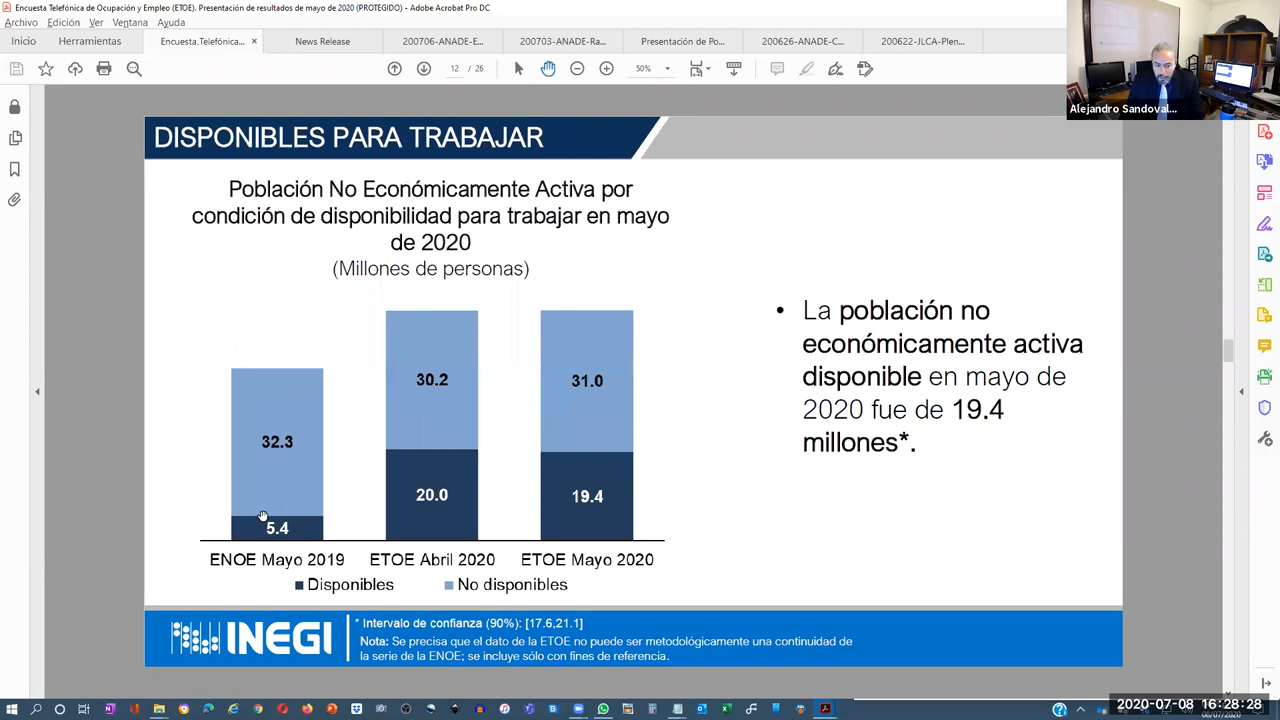 Encuesta Telefónica de Ocupación y Empleo (ETOE). Presentación de resultados de mayo de 2020 (PROTEGIDO) - Adobe Acrobat Pro DC
Archivo Edición Ver Ventana Ayuda
Inicio Herramientas Encuesta Telefónica... × News Release 200706-ANADE-E... 200703-ANADE-Ra... Presentación de Po... 200626-ANADE-C... 200622-JLCA-Plen...
12 / 26 50%
Alejandro Sandoval...
DISPONIBLES PARA TRABAJAR
Población No Económicamente Activa por
condición de disponibilidad para trabajar en mayo
de 2020
(Millones de personas)
30.2 31.0
32.3
20.0 19.4
5.4
ENOE Mayo 2019 ETOE Abril 2020 ETOE Mayo 2020
Disponibles No disponibles
• La población no
económicamente activa
disponible en mayo de
2020 fue de 19.4
millones*.
INEGI
* Intervalo de confianza (90%): [17.6,21.1]
Nota: Se precisa que el dato de la ETOE no puede ser metodológicamente una continuidad de
la serie de la ENOE; se incluye sólo con fines de referencia.
2020-07-08 16:28:28